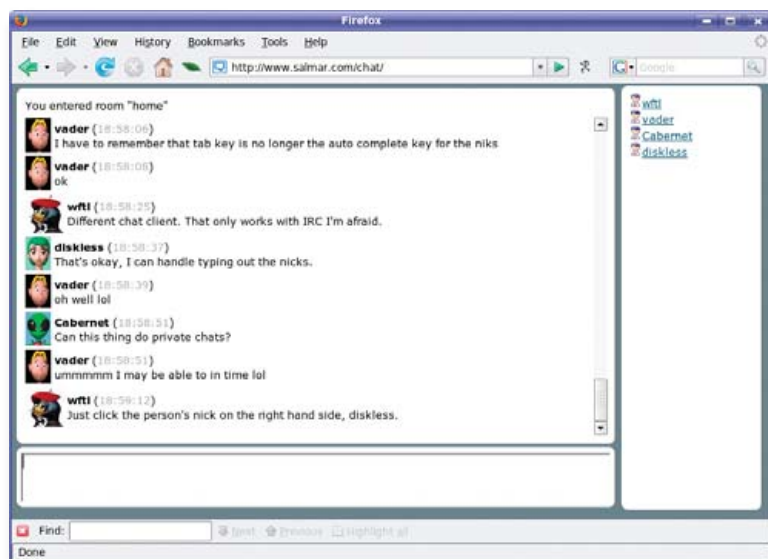 Firefox
File Edit View History Bookmarks Tools Help
http://www.salmar.com/chat/
Google
You entered room "home"
vader (18:58:06)
I have to remember that tab key is no longer the auto complete key for the niks
vader (18:58:08)
ok
wftl (18:58:25)
Different chat client. That only works with IRC I'm afraid.
diskless (18:58:37)
That's okay, I can handle typing out the nicks.
vader (18:58:39)
oh well lol
Cabernet (18:58:51)
Can this thing do private chats?
vader (18:58:51)
ummmmm I may be able to in time lol
wftl (18:59:12)
Just click the person's nick on the right hand side, diskless.
wftl
vader
Cabernet
diskless
Find: Next Previous Highlight all
Done